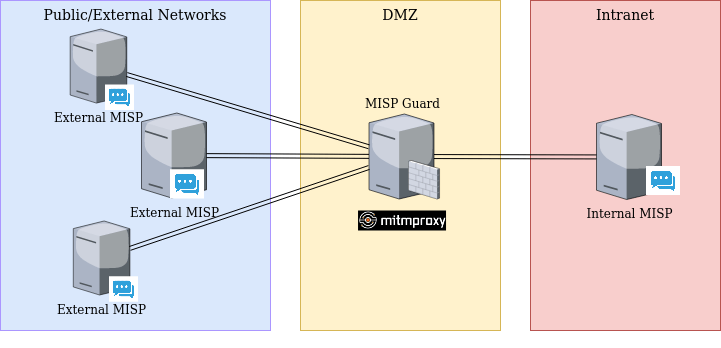 Public/External Networks
DMZ
Intranet
External MISP
MISP Guard
External MISP
Internal MISP
mitmproxy
External MISP